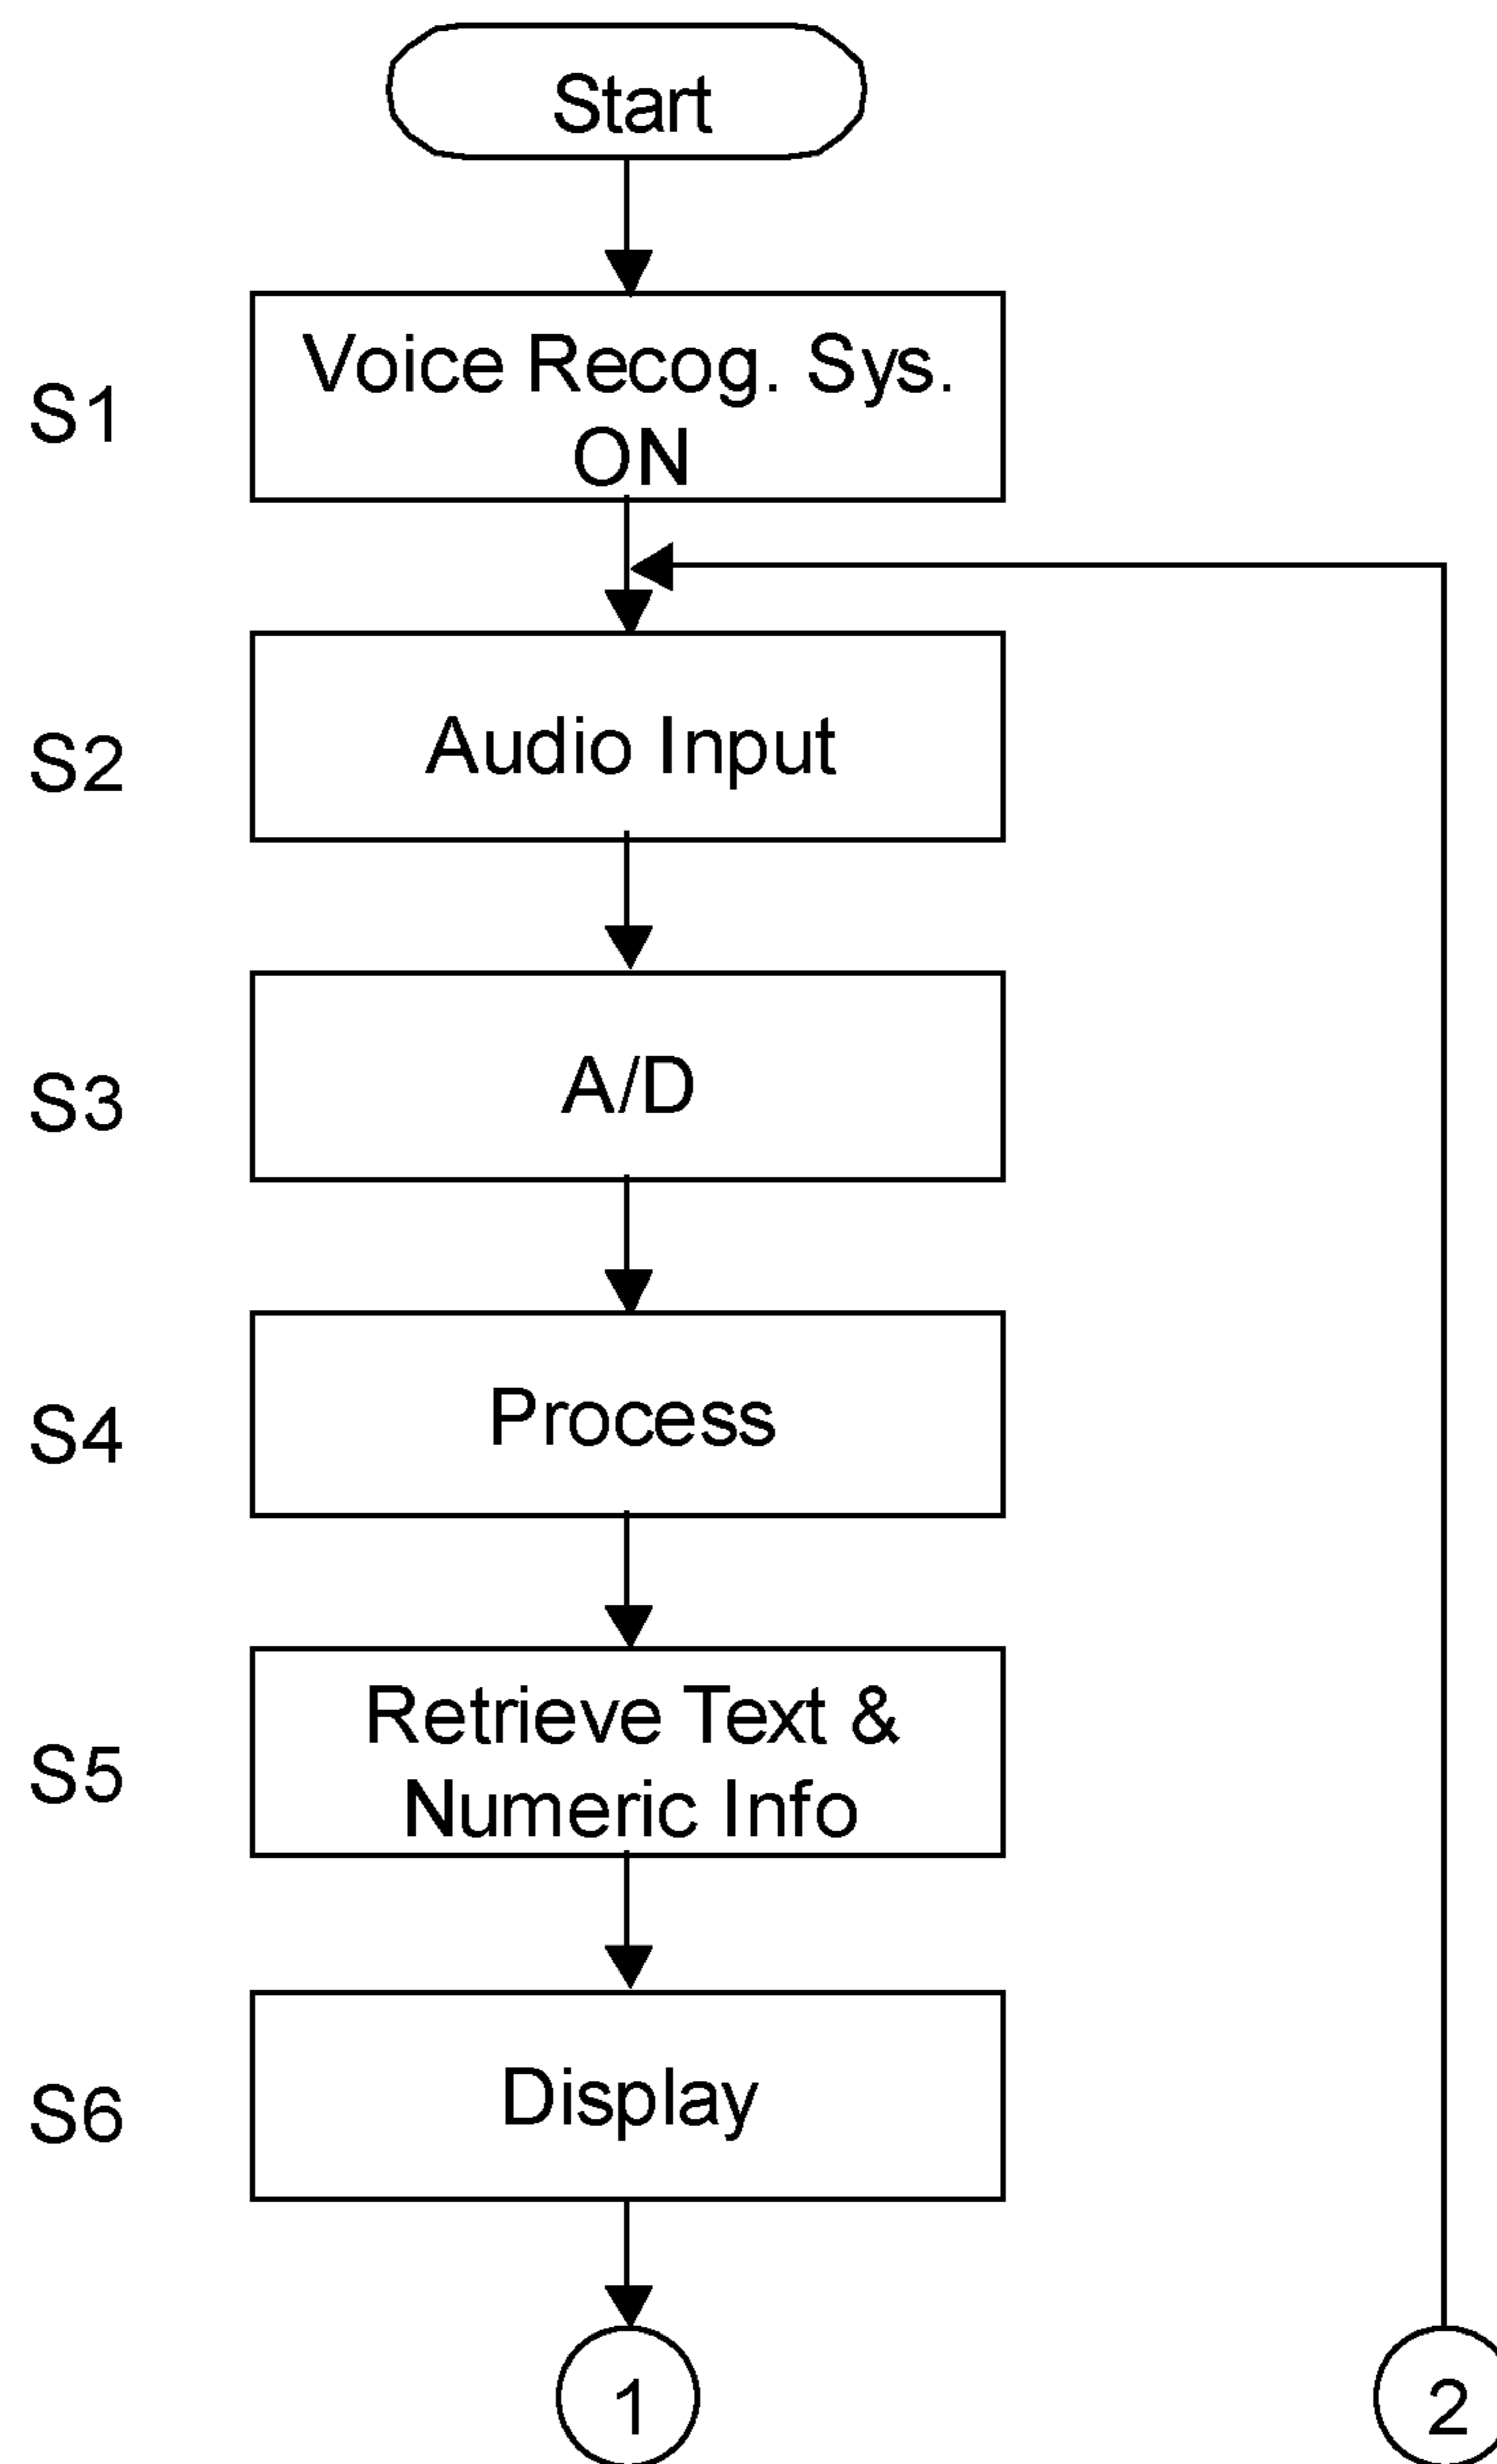 Start
S1
Voice Recog. Sys.
ON
S2
Audio Input
S3
A/D
S4
Process
S5
Retrieve Text &
Numeric Info
S6
Display
1
2